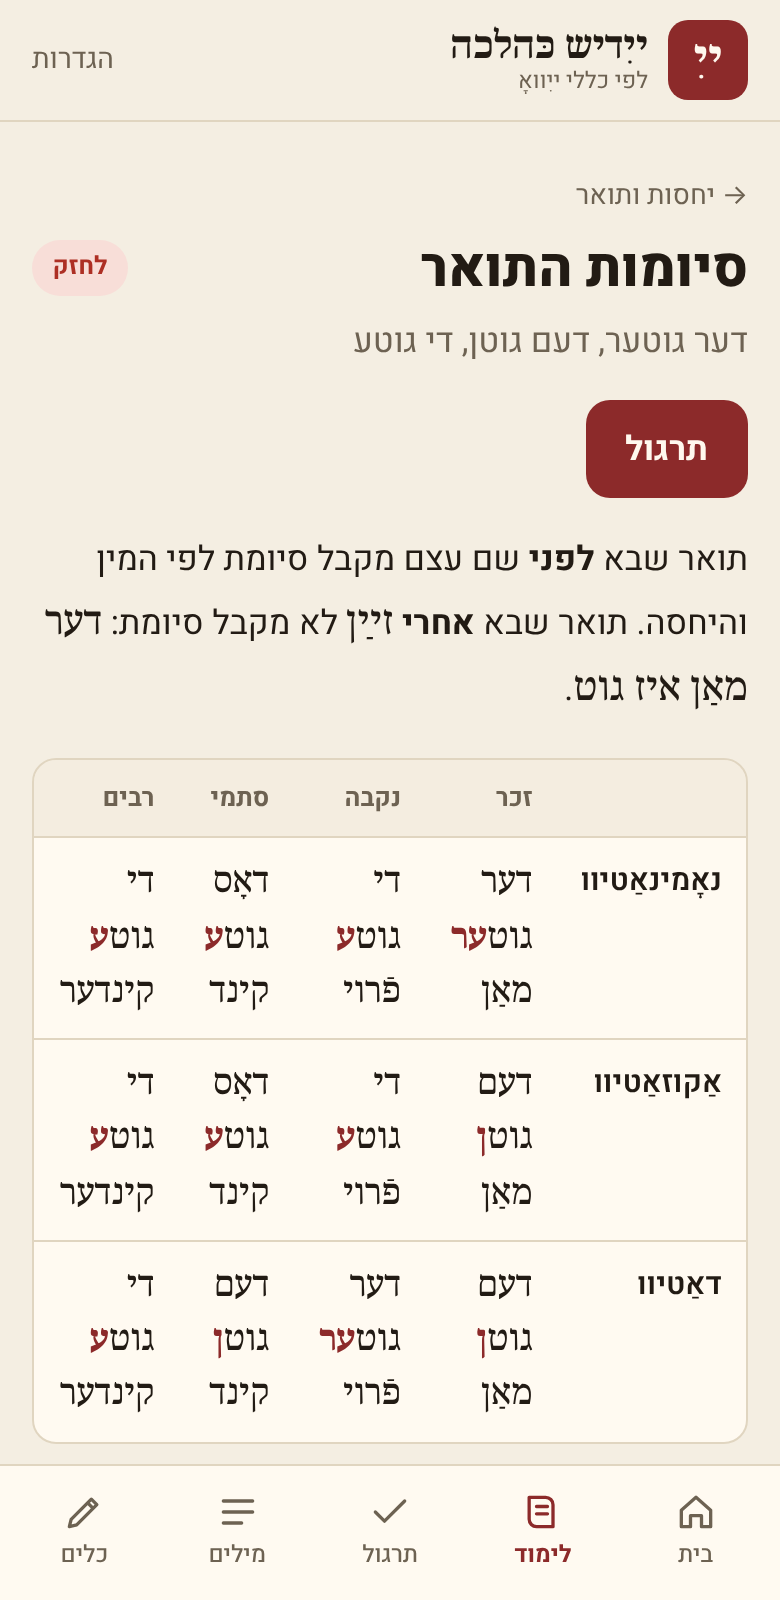 ייִ
ייִדיש כּהלכה
לפי כללי ייִוואָ
הגדרות
→ יחסות ותואר
סיומות התואר
לחזק
דער גוטער, דעם גוטן, די גוטע
תרגול
תואר שבא לפני שם עצם מקבל סיומת לפי המין
והיחסה. תואר שבא אחרי זײַן לא מקבל סיומת: דער
מאַן איז גוט.
זכר נקבה סתמי רבים
נאָמינאַטיוו דער די דאָס די
גוטער גוטע גוטע גוטע
מאַן פֿרוי קינד קינדער
אַקוזאַטיוו דעם די דאָס די
גוטן גוטע גוטע גוטע
מאַן פֿרוי קינד קינדער
דאַטיוו דעם דער דעם די
גוטן גוטער גוטן גוטע
מאַן פֿרוי קינד קינדער
בית לימוד תרגול מילים כלים